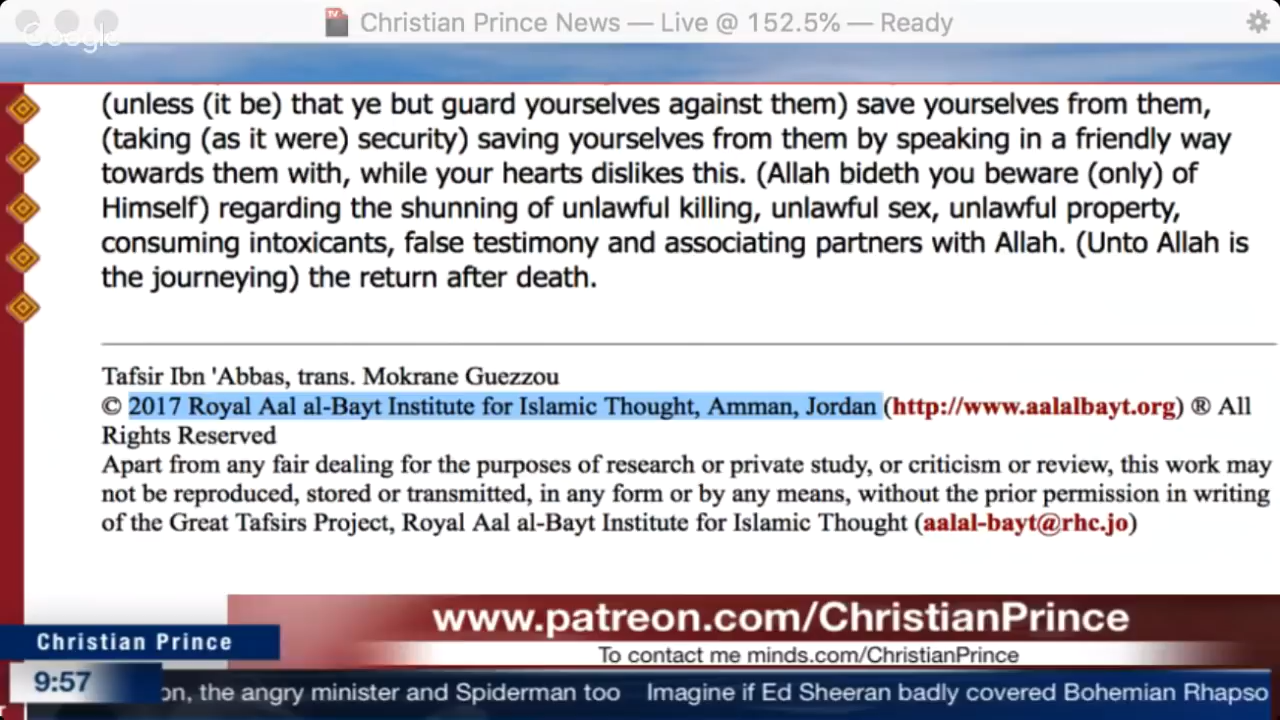 Google
TV
Christian Prince News — Live @ 152.5% — Ready
(unless (it be) that ye but guard yourselves against them) save yourselves from them,
(taking (as it were) security) saving yourselves from them by speaking in a friendly way
towards them with, while your hearts dislikes this. (Allah bideth you beware (only) of
Himself) regarding the shunning of unlawful killing, unlawful sex, unlawful property,
consuming intoxicants, false testimony and associating partners with Allah. (Unto Allah is
the journeying) the return after death.
Tafsir Ibn 'Abbas, trans. Mokrane Guezzou
© 2017 Royal Aal al-Bayt Institute for Islamic Thought, Amman, Jordan (http://www.aalalbayt.org) ® All
Rights Reserved
Apart from any fair dealing for the purposes of research or private study, or criticism or review, this work may
not be reproduced, stored or transmitted, in any form or by any means, without the prior permission in writing
of the Great Tafsirs Project, Royal Aal al-Bayt Institute for Islamic Thought (aalal-bayt@rhc.jo)
www.patreon.com/ChristianPrince
Christian Prince
To contact me minds.com/ChristianPrince
9:57
on, the angry minister and Spiderman too Imagine if Ed Sheeran badly covered Bohemian Rhapso